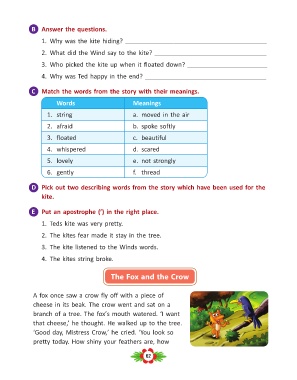 B Answer the questions.
1. Why was the kite hiding?
2. What did the Wind say to the kite?
3. Who picked the kite up when it floated down?
4. Why was Ted happy in the end?
C Match the words from the story with their meanings.
Words Meanings
1. string a. moved in the air
2. afraid b. spoke softly
3. floated c. beautiful
4. whispered d. scared
5. lovely e. not strongly
6. gently f. thread
D Pick out two describing words from the story which have been used for the
kite.
E Put an apostrophe (’) in the right place.
1. Teds kite was very pretty.
2. The kites fear made it stay in the tree.
3. The kite listened to the Winds words.
4. The kites string broke.
The Fox and the Crow
A fox once saw a crow fly off with a piece of
cheese in its beak. The crow went and sat on a
branch of a tree. The fox’s mouth watered. ‘I want
that cheese,’ he thought. He walked up to the tree.
‘Good day, Mistress Crow,’ he cried. ‘You look so
pretty today. How shiny your feathers are, how
62